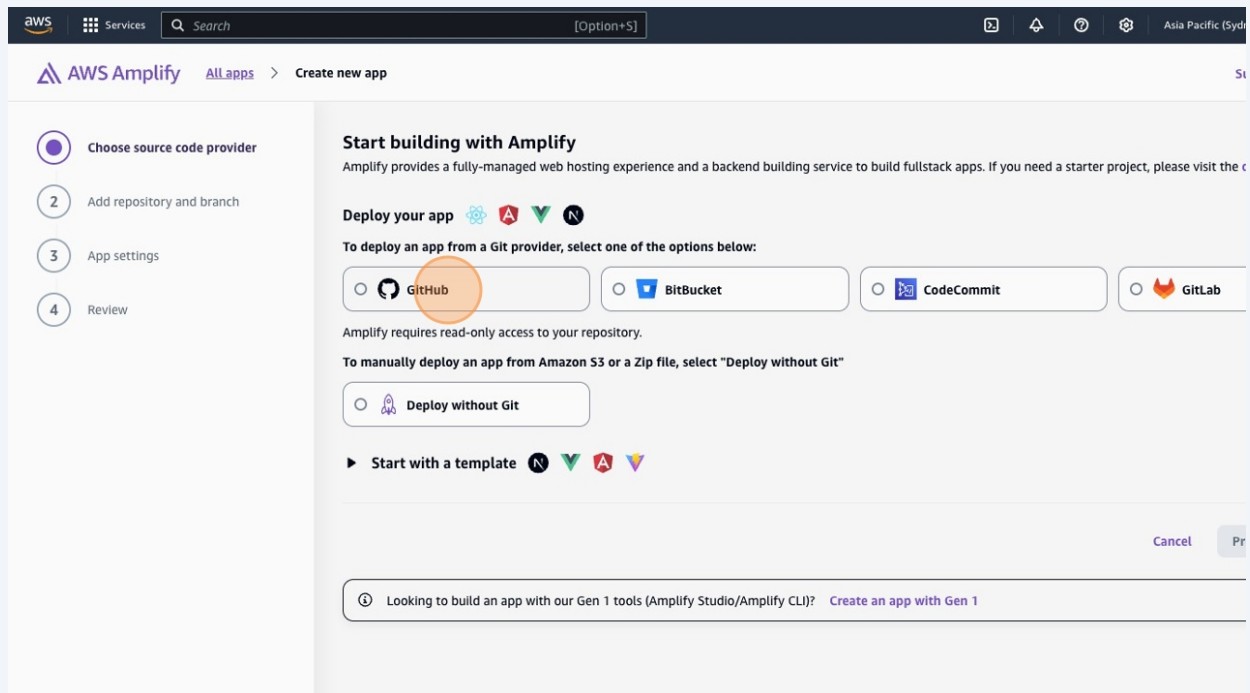 aws Services Search [Option+S] Asia Pacific
AWS Amplify All apps > Create new app
Choose source code provider
2 Add repository and branch
3 App settings
4 Review
Start building with Amplify
Amplify provides a fully-managed web hosting experience and a backend building service to build fullstack apps. If you need a starter project, please visit the
Deploy your app
To deploy an app from a Git provider, select one of the options below:
GitHub BitBucket CodeCommit GitLab
Amplify requires read-only access to your repository.
To manually deploy an app from Amazon S3 or a Zip file, select "Deploy without Git"
Deploy without Git
Start with a template
Cancel
Looking to build an app with our Gen 1 tools (Amplify Studio/Amplify CLI)? Create an app with Gen 1